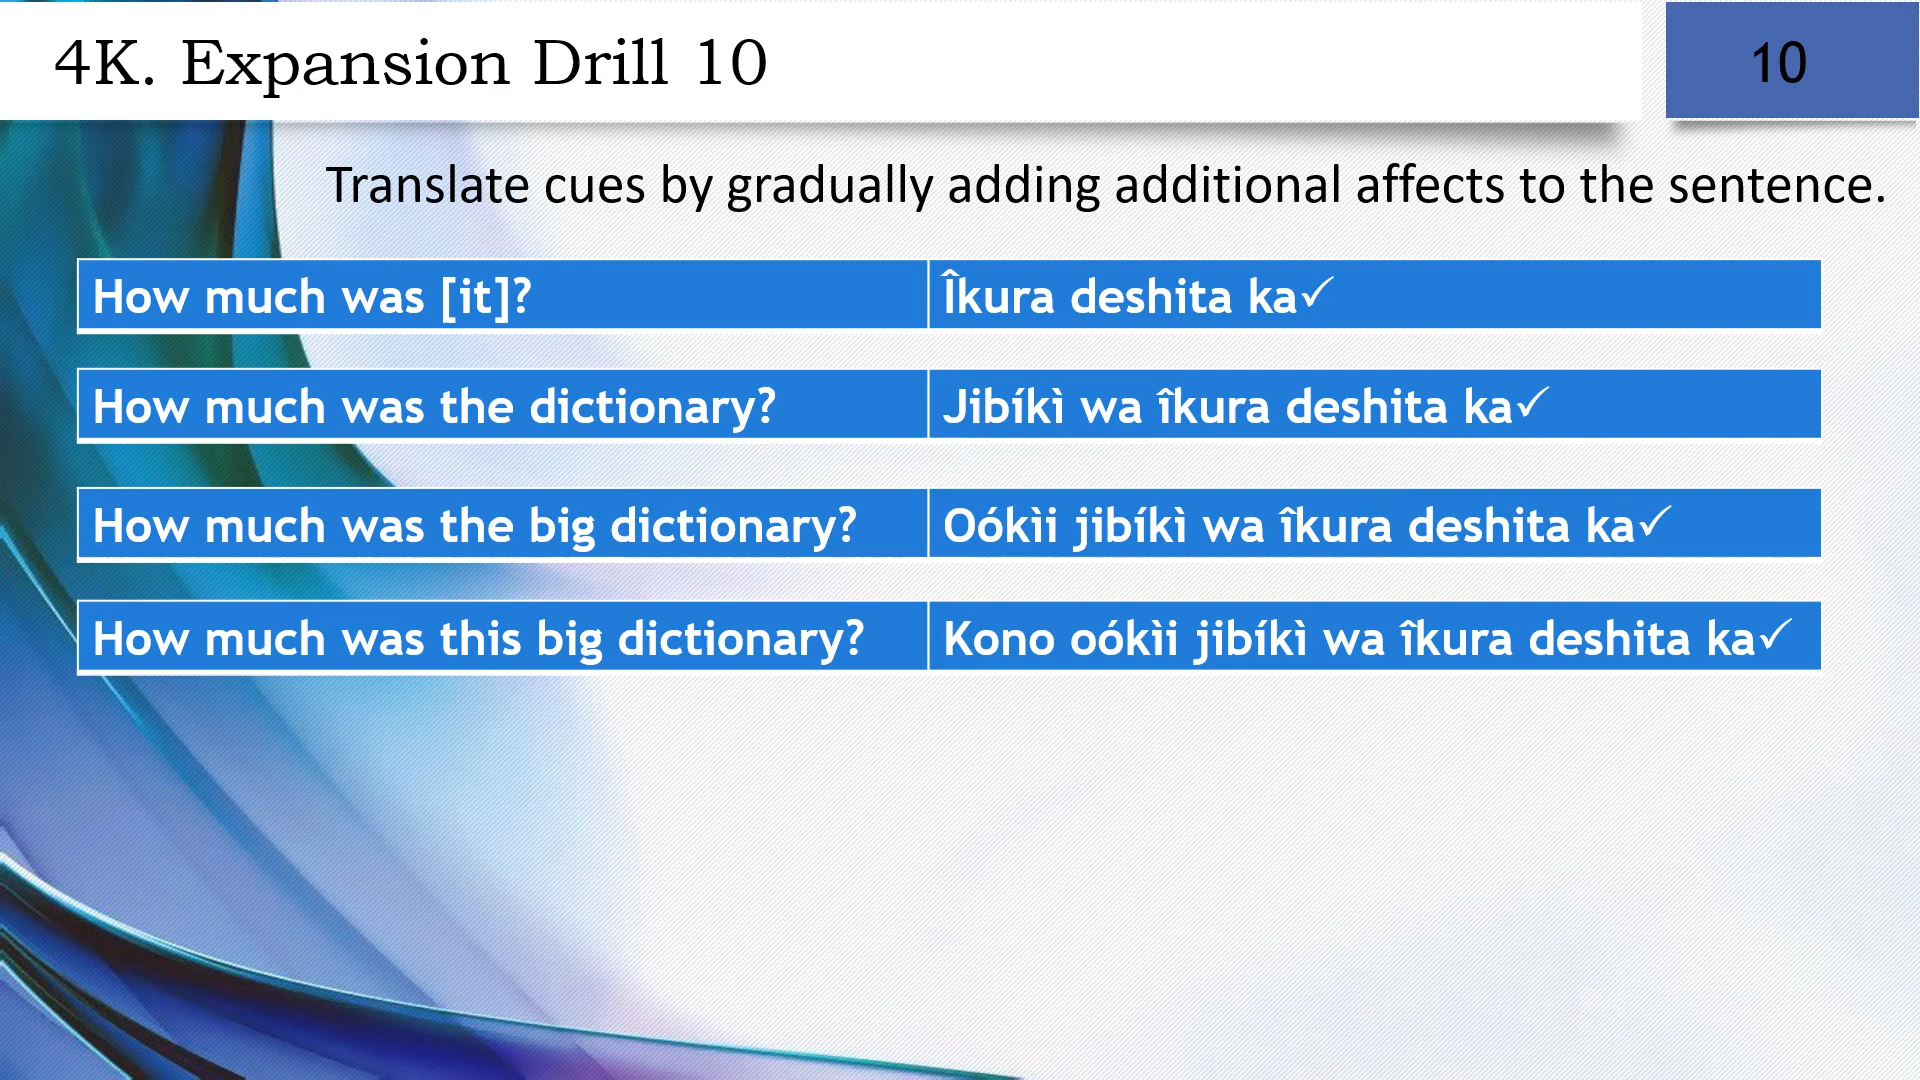 4K. Expansion Drill 10
10
Translate cues by gradually adding additional affects to the sentence.
How much was [it]? Îkura deshita ka✓
How much was the dictionary? Jibíkì wa îkura deshita ka✓
How much was the big dictionary? Oókìi jibíkì wa îkura deshita ka✓
How much was this big dictionary? Kono oókìi jibíkì wa îkura deshita ka✓